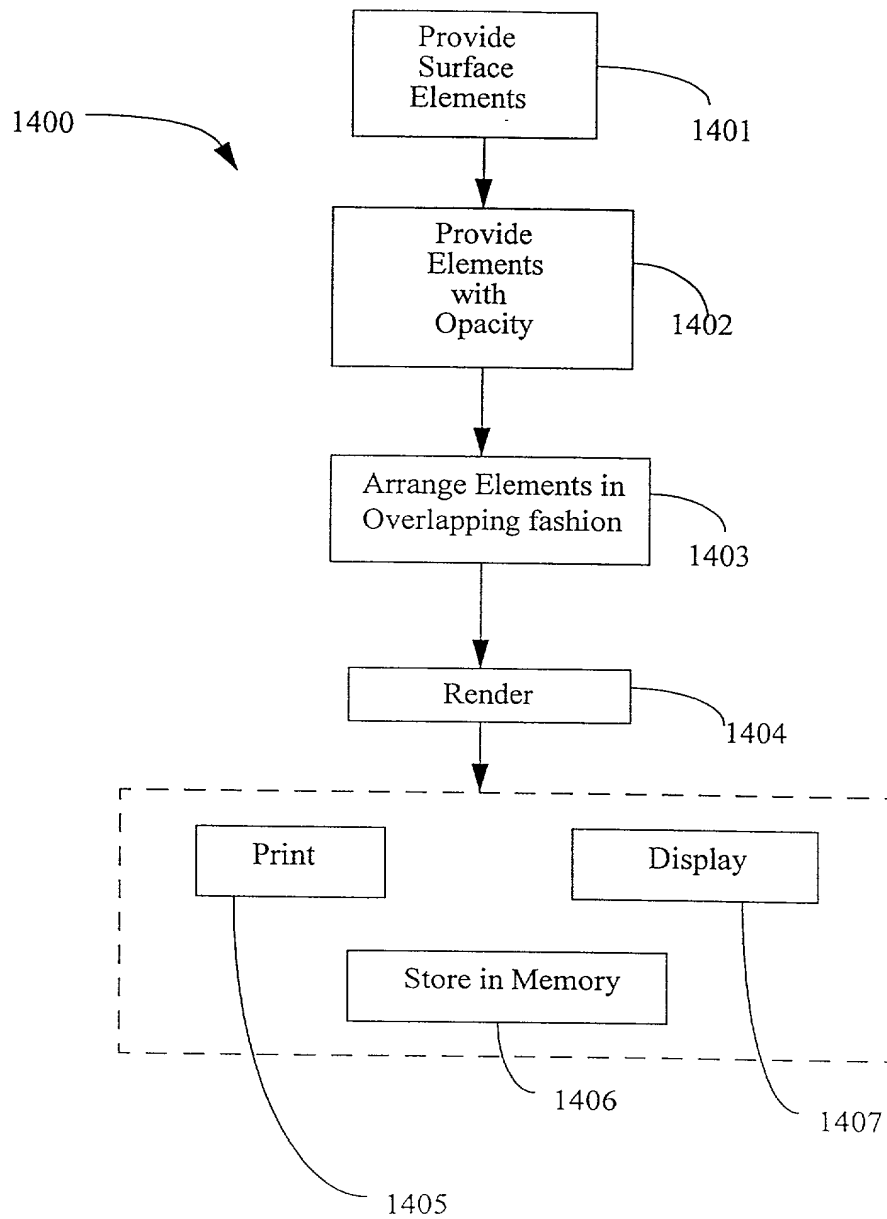 Provide
Surface
Elements
1401
1400
Provide
Elements
with
Opacity
1402
Arrange Elements in
Overlapping fashion
1403
Render
1404
Print
Display
Store in Memory
1406
1407
1405